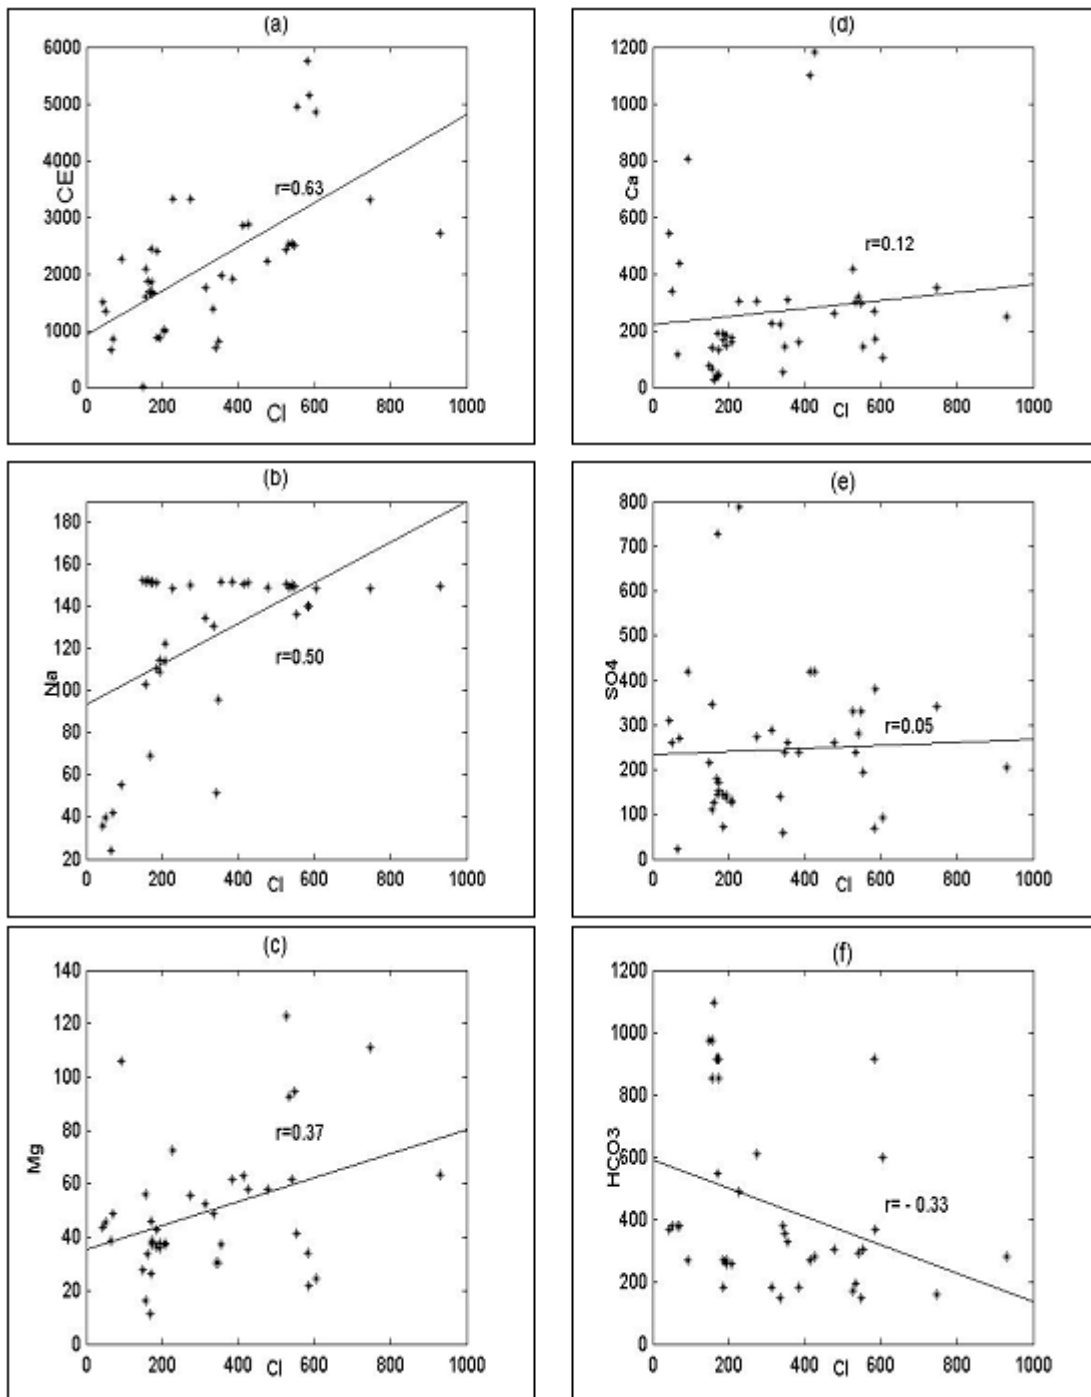 (a)
6000
5000
4000
3000
2000
1000
0
CE
r=0.63
0 200 400 600 800 1000
Cl
(d)
1200
1000
800
600
400
200
0
Ca
r=0.12
0 200 400 600 800 1000
Cl
(b)
180
160
140
120
100
80
60
40
20
Na
r=0.50
0 200 400 600 800 1000
Cl
(e)
800
700
600
500
400
300
200
100
0
SO4
r=0.05
0 200 400 600 800 1000
Cl
(c)
140
120
100
80
60
40
20
0
Mg
r=0.37
0 200 400 600 800 1000
Cl
(f)
1200
1000
800
600
400
200
0
HCO3
r= - 0.33
0 200 400 600 800 1000
Cl